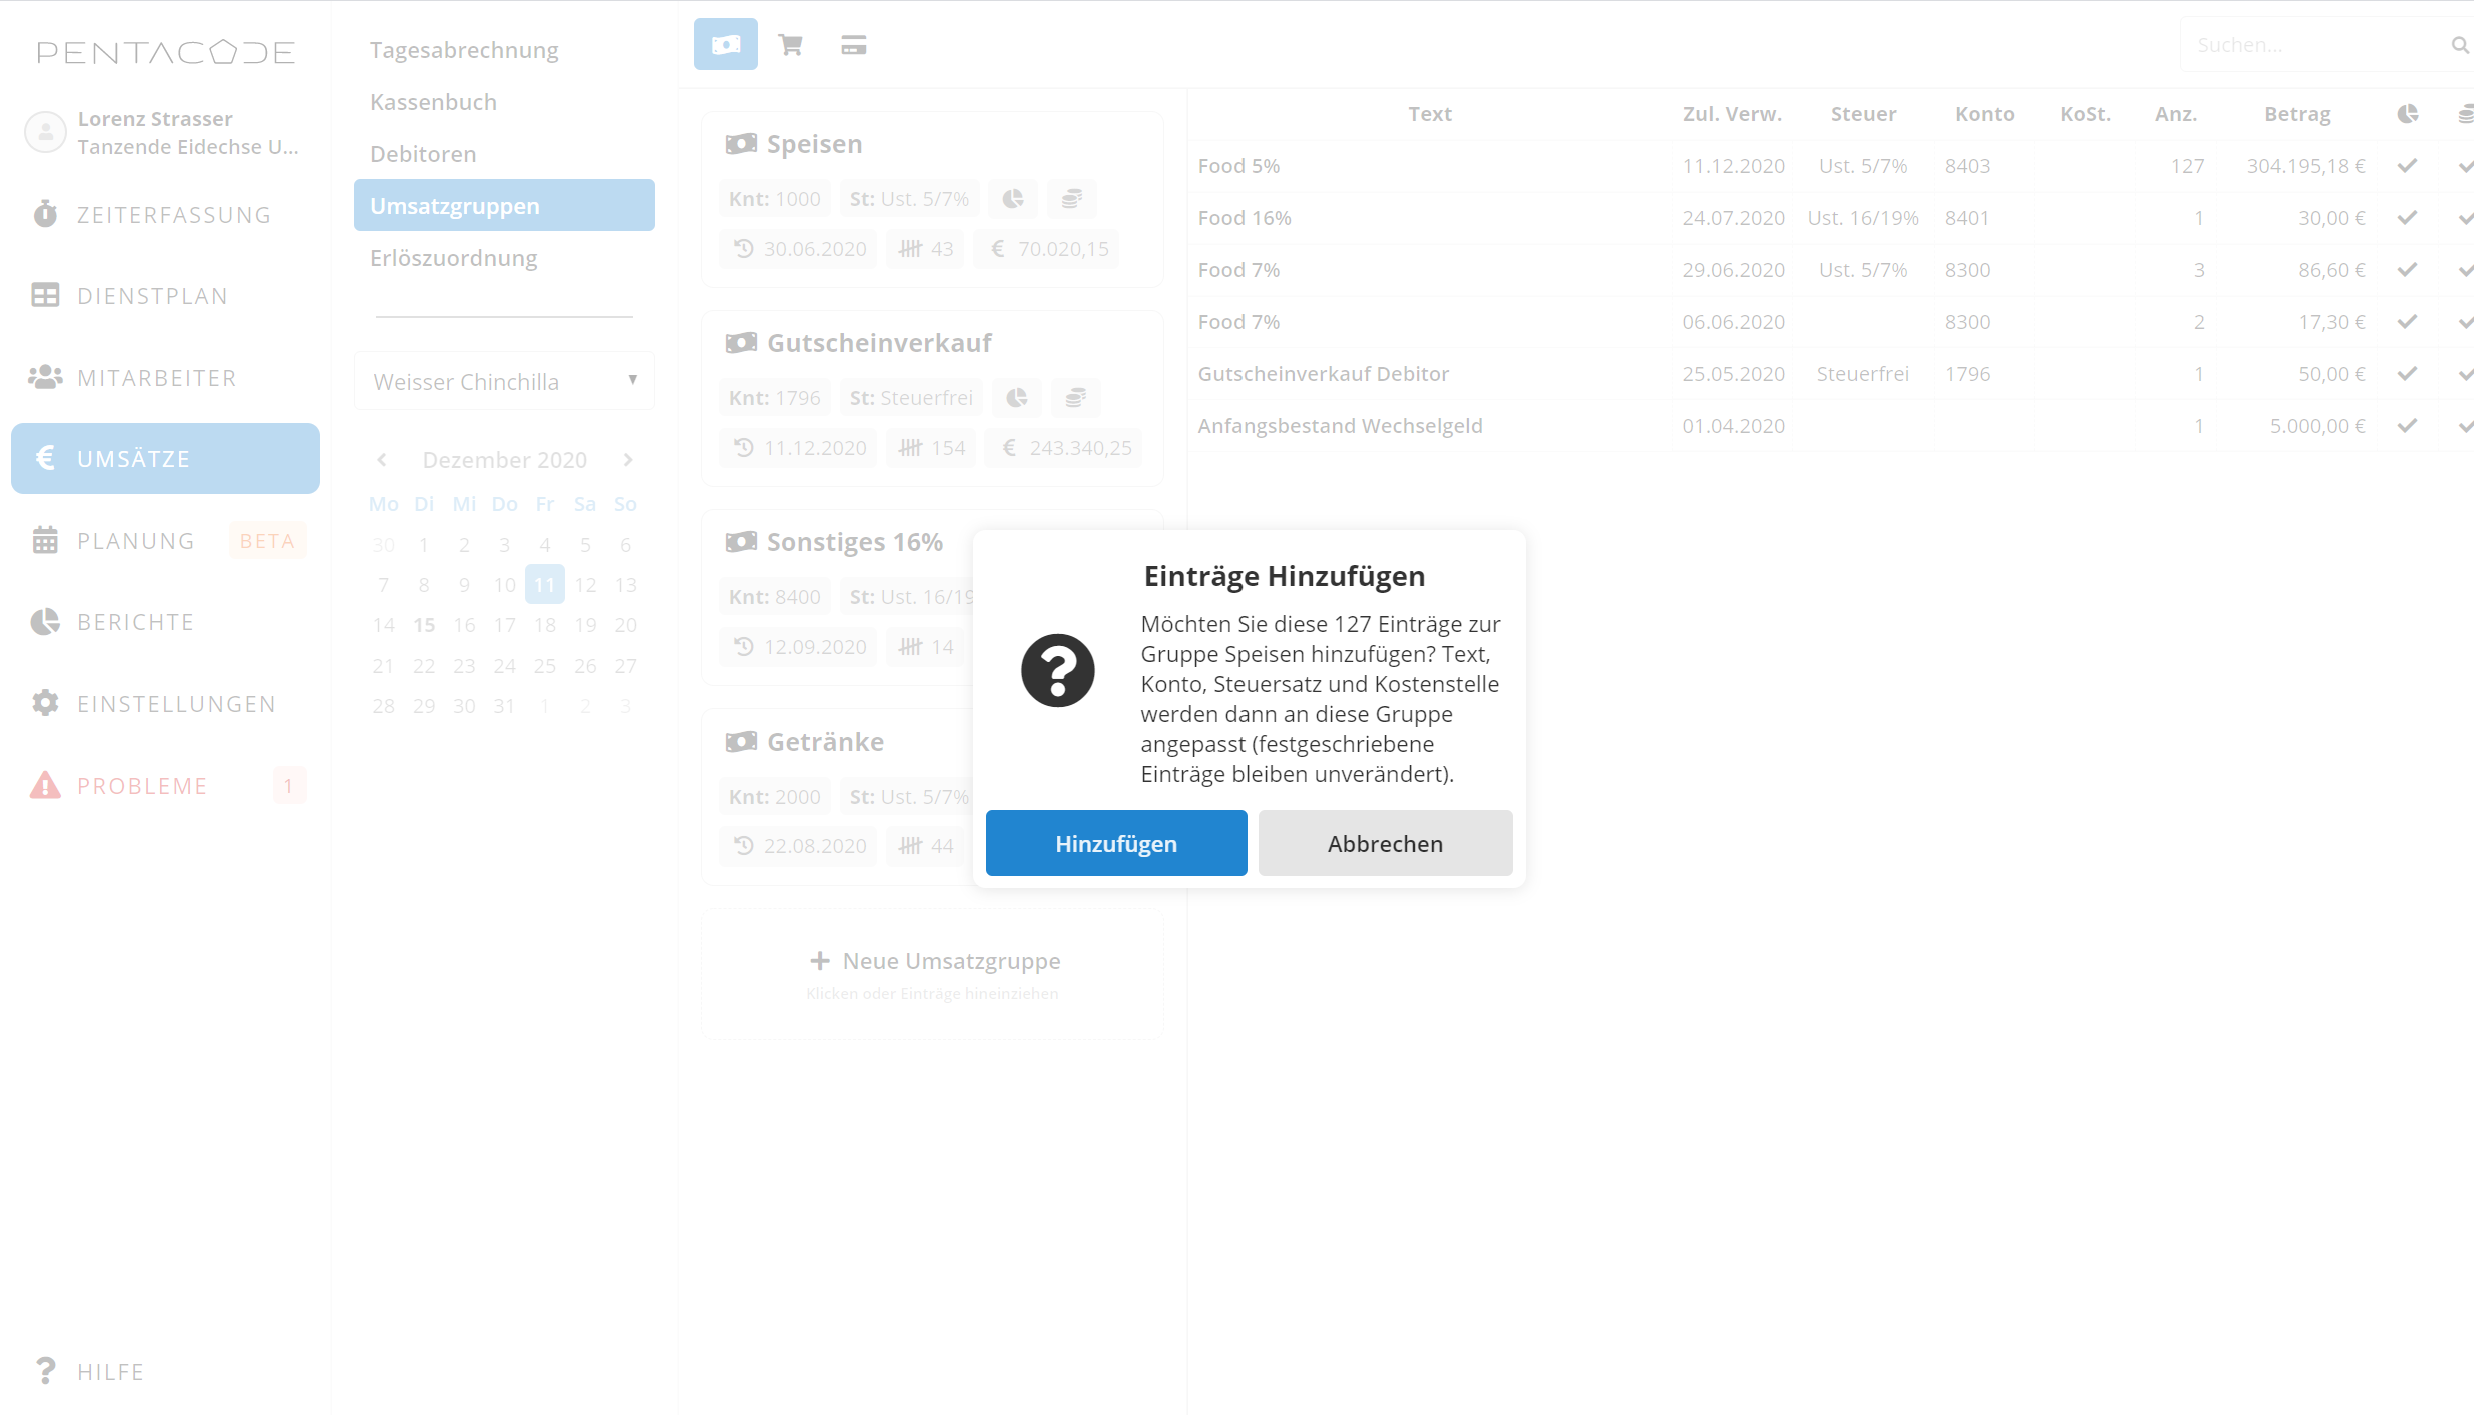 PENTACODE
Lorenz Strasser
Tanzende Eidechse U...
ZEITERFASSUNG
DIENSTPLAN
MITARBEITER
UMSÄTZE
PLANUNG BETA
BERICHTE
EINSTELLUNGEN
PROBLEME 1
HILFE
Tagesabrechnung
Kassenbuch
Debitoren
Umsatzgruppen
Erlöszuordnung
Weisser Chinchilla
Dezember 2020
Mo Di Mi Do Fr Sa So
30 1 2 3 4 5 6
7 8 9 10 11 12 13
14 15 16 17 18 19 20
21 22 23 24 25 26 27
28 29 30 31 1 2 3
Suchen...
Speisen
Knt: 1000 St: Ust. 5/7%
30.06.2020 43 € 70.020,15
Gutscheinverkauf
Knt: 1796 St: Steuerfrei
11.12.2020 154 € 243.340,25
Sonstiges 16%
Knt: 8400 St: Ust. 16/19
12.09.2020 14
Getränke
Knt: 2000 St: Ust. 5/7%
22.08.2020 44
Neue Umsatzgruppe
Klicken oder Einträge hineinziehen
Text Zul. Verw. Steuer Konto KoSt. Anz. Betrag
Food 5% 11.12.2020 Ust. 5/7% 8403 127 304.195,18 €
Food 16% 24.07.2020 Ust. 16/19% 8401 1 30,00 €
Food 7% 29.06.2020 Ust. 5/7% 8300 3 86,60 €
Food 7% 06.06.2020 8300 2 17,30 €
Gutscheinverkauf Debitor 25.05.2020 Steuerfrei 1796 1 50,00 €
Anfangsbestand Wechselgeld 01.04.2020 1 5.000,00 €
Einträge Hinzufügen
Möchten Sie diese 127 Einträge zur
Gruppe Speisen hinzufügen? Text,
Konto, Steuersatz und Kostenstelle
werden dann an diese Gruppe
angepasst (festgeschriebene
Einträge bleiben unverändert).
Hinzufügen Abbrechen